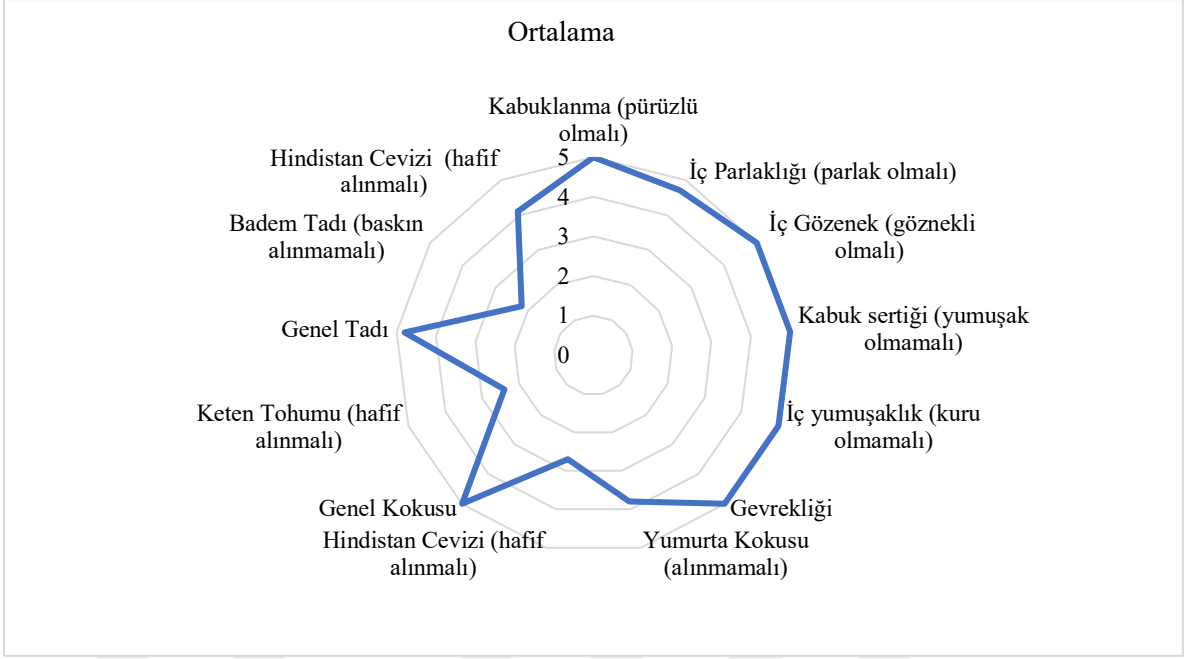 Ortalama
Kabuklanma (pürüzlü
olmalı)
İç Parlaklığı (parlak olmalı)
İç Gözenek (göznekli
olmalı)
Kabuk sertiği (yumuşak
olmamalı)
İç yumuşaklık (kuru
olmamalı)
Gevrekliği
Yumurta Kokusu
(alınmamalı)
Hindistan Cevizi (hafif
alınmalı)
Genel Kokusu
Keten Tohumu (hafif
alınmalı)
Genel Tadı
Badem Tadı (baskın
alınmamalı)
Hindistan Cevizi  (hafif
alınmalı)
5
4
3
2
1
0